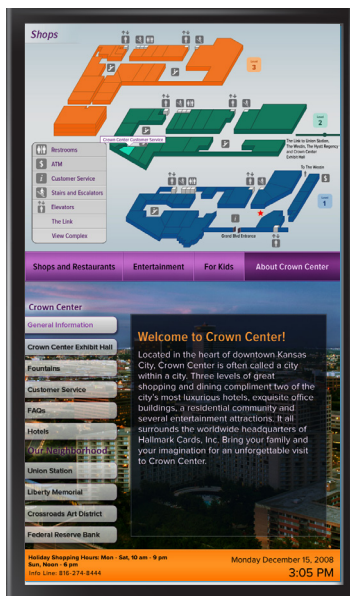 Shops
LEVEL
3
Crown Center Customer Service
LEVEL
2
The Link to Union Station,
The Westin, The Hyatt Regency
and Crown Center
Exhibit Hall
To The Westin
$
LEVEL
1
i
Grand Blvd Entrance
Restrooms
$ ATM
i Customer Service
Stairs and Escalators
Elevators
The Link
View Complex
Shops and Restaurants Entertainment For Kids About Crown Center
Crown Center
General Information
Crown Center Exhibit Hall
Fountains
Customer Service
FAQs
Hotels
Our Neighborhood
Union Station
Liberty Memorial
Crossroads Art District
Federal Reserve Bank
Welcome to Crown Center!
Located in the heart of downtown Kansas
City, Crown Center is often called a city
within a city. Three levels of great
shopping and dining compliment two of the
city's most luxurious hotels, exquisite office
buildings, a residential community and
several entertainment attractions. It all
surrounds the worldwide headquarters of
Hallmark Cards, Inc. Bring your family and
your imagination for an unforgettable visit
to Crown Center.
Holiday Shopping Hours: Mon - Sat, 10 am - 9 pm
Sun, Noon - 6 pm
Info Line: 816-274-8444
Monday December 15, 2008
3:05 PM